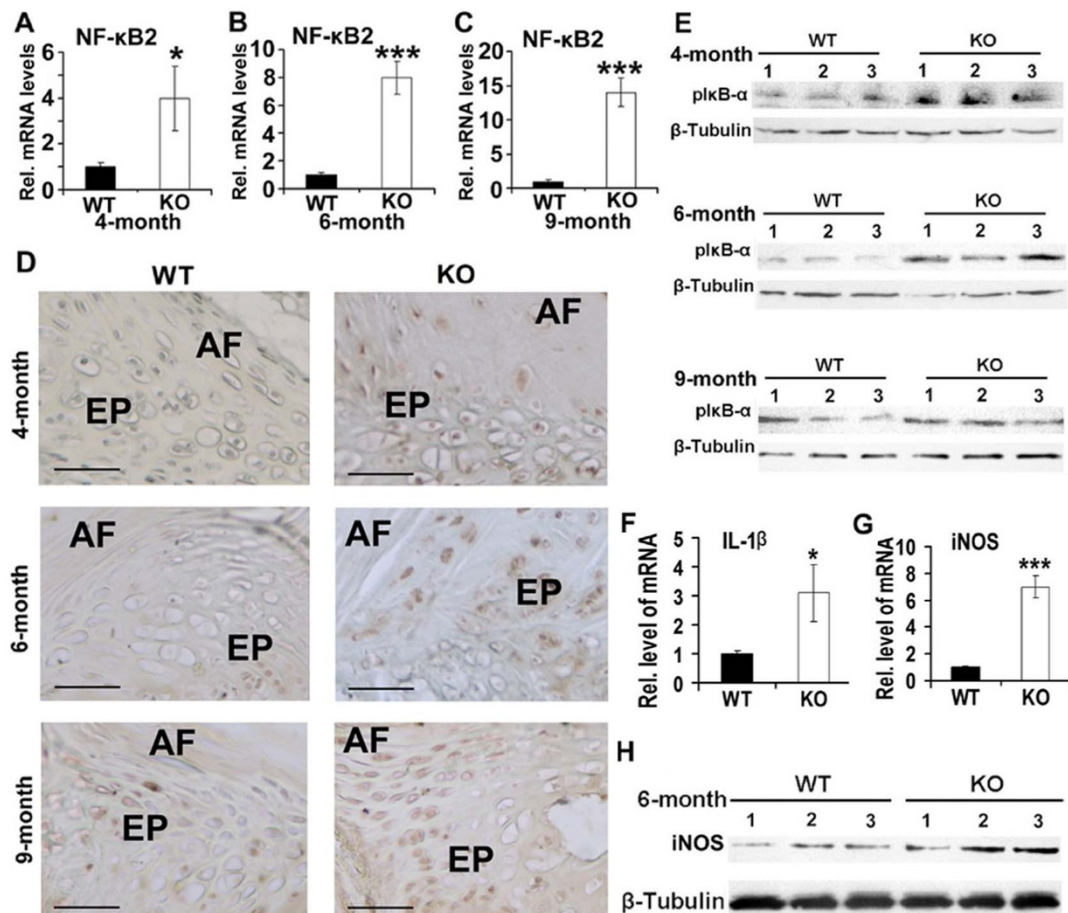 A
NF-κB2
Rel. mRNA levels
6
4
2
0
*
WT KO
4-month
B
NF-κB2
Rel. mRNA levels
10
8
6
4
2
0
***
WT KO
6-month
C
NF-κB2
Rel. mRNA levels
20
15
10
5
0
***
WT KO
9-month
D
WT KO
4-month
AF
EP
AF
EP
6-month
AF
EP
AF
EP
9-month
AF
EP
AF
EP
E
WT KO
4-month
1 2 3 1 2 3
pIκB-α
β-Tubulin
WT KO
6-month
1 2 3 1 2 3
pIκB-α
β-Tubulin
WT KO
9-month
1 2 3 1 2 3
pIκB-α
β-Tubulin
F
IL-1β
Rel. level of mRNA
5
4
3
2
1
0
*
WT KO
G
iNOS
Rel. level of mRNA
10
8
6
4
2
0
***
WT KO
H
WT KO
6-month
1 2 3 1 2 3
iNOS
β-Tubulin